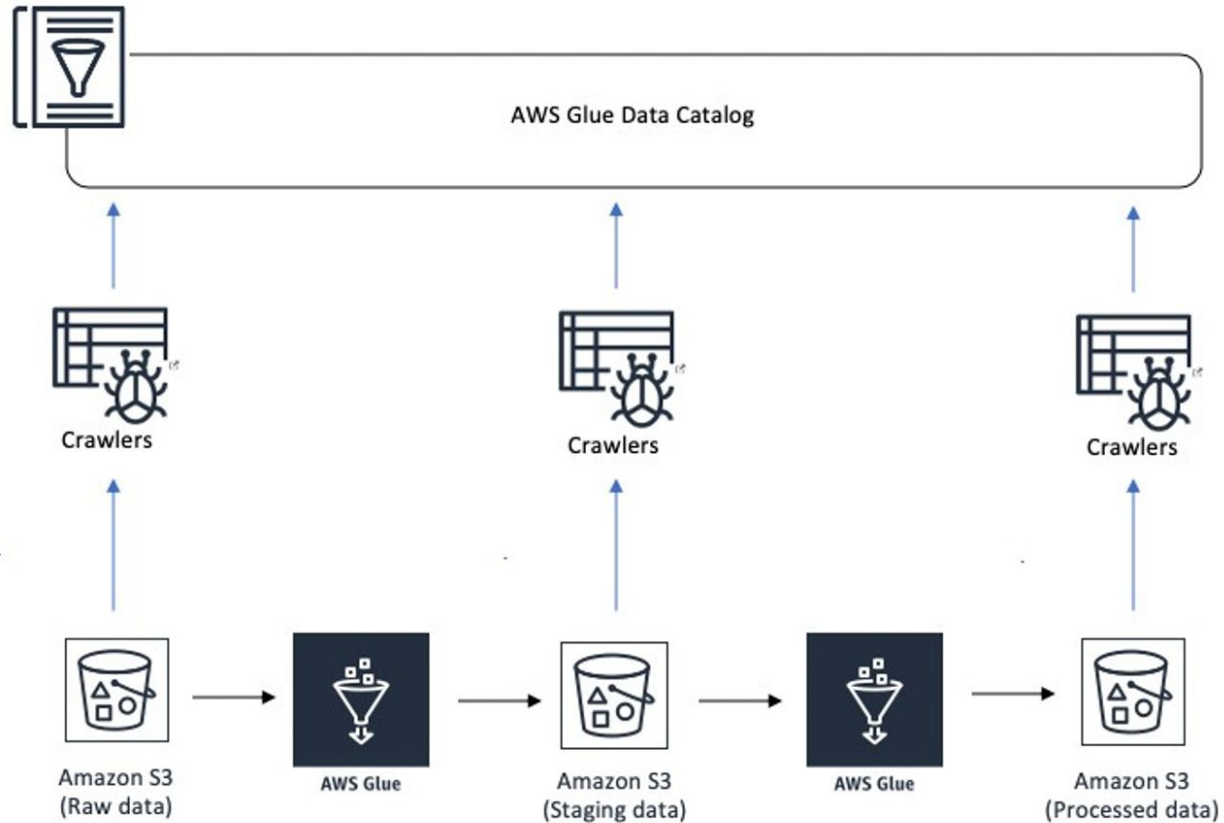 AWS Glue Data Catalog
Crawlers
Crawlers
Crawlers
Amazon S3
(Raw data)
AWS Glue
Amazon S3
(Staging data)
AWS Glue
Amazon S3
(Processed data)